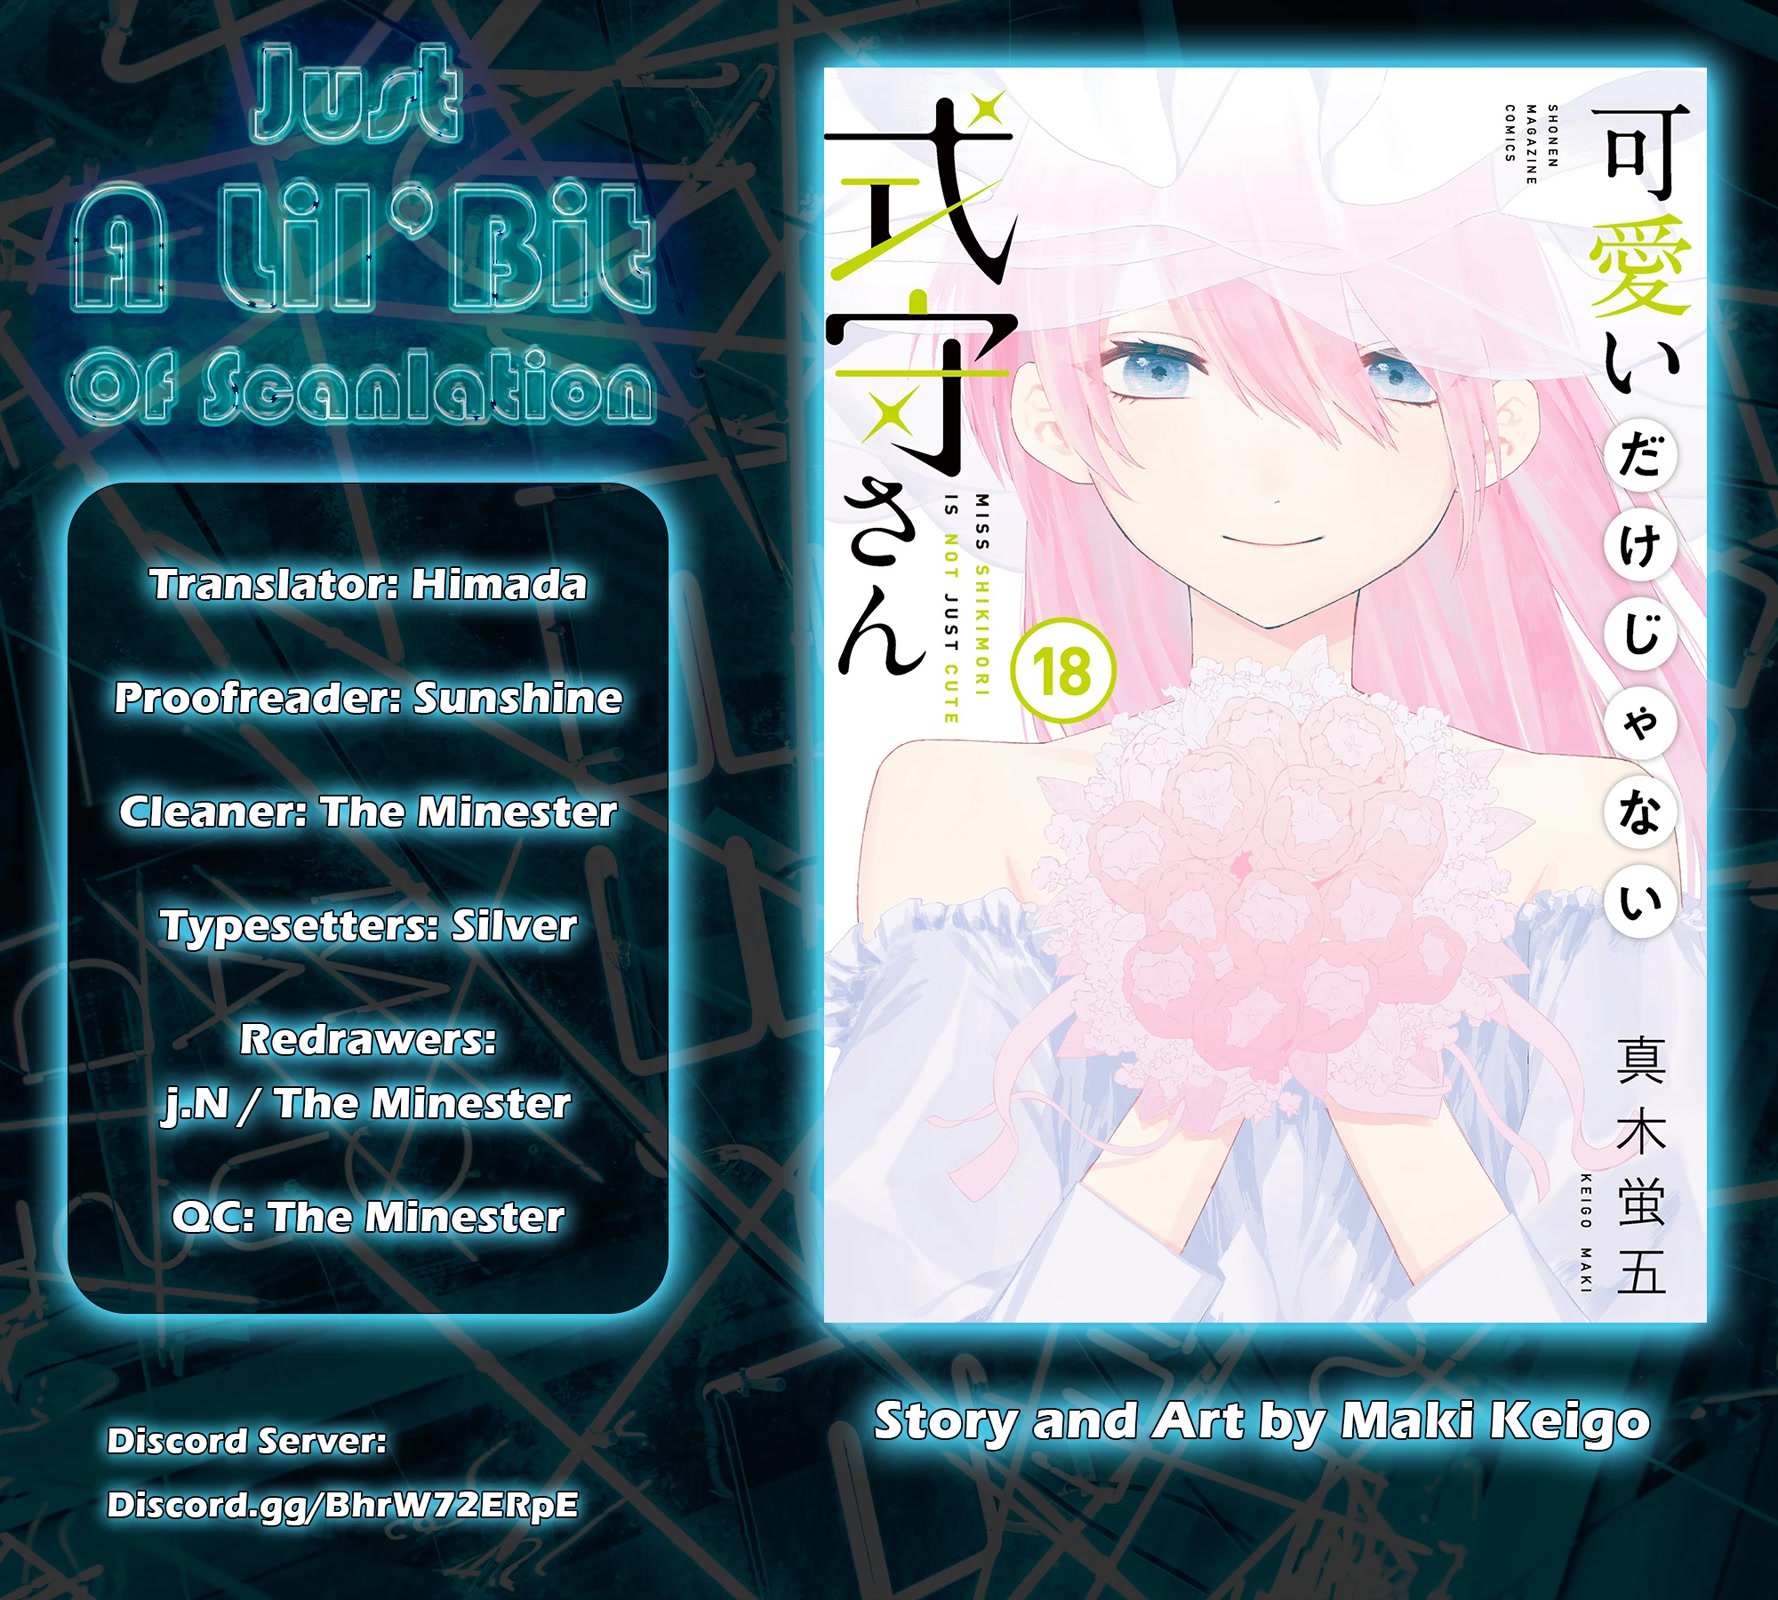 Just
A Lil' Bit
Of Scanlation
Translator: Himada
Proofreader: Sunshine
Cleaner: The Minester
Typesetters: Silver
Redrawers:
j.N / The Minester
QC: The Minester
Discord Server:
Discord.gg/BhrW72ERpE
SHONEN
MAGAZINE
COMICS
可愛いだけじゃない
式守さん
MISS SHIKIMORI
IS NOT JUST CUTE
18
真木蛍五
KEIGO MAKI
Story and Art by Maki Keigo